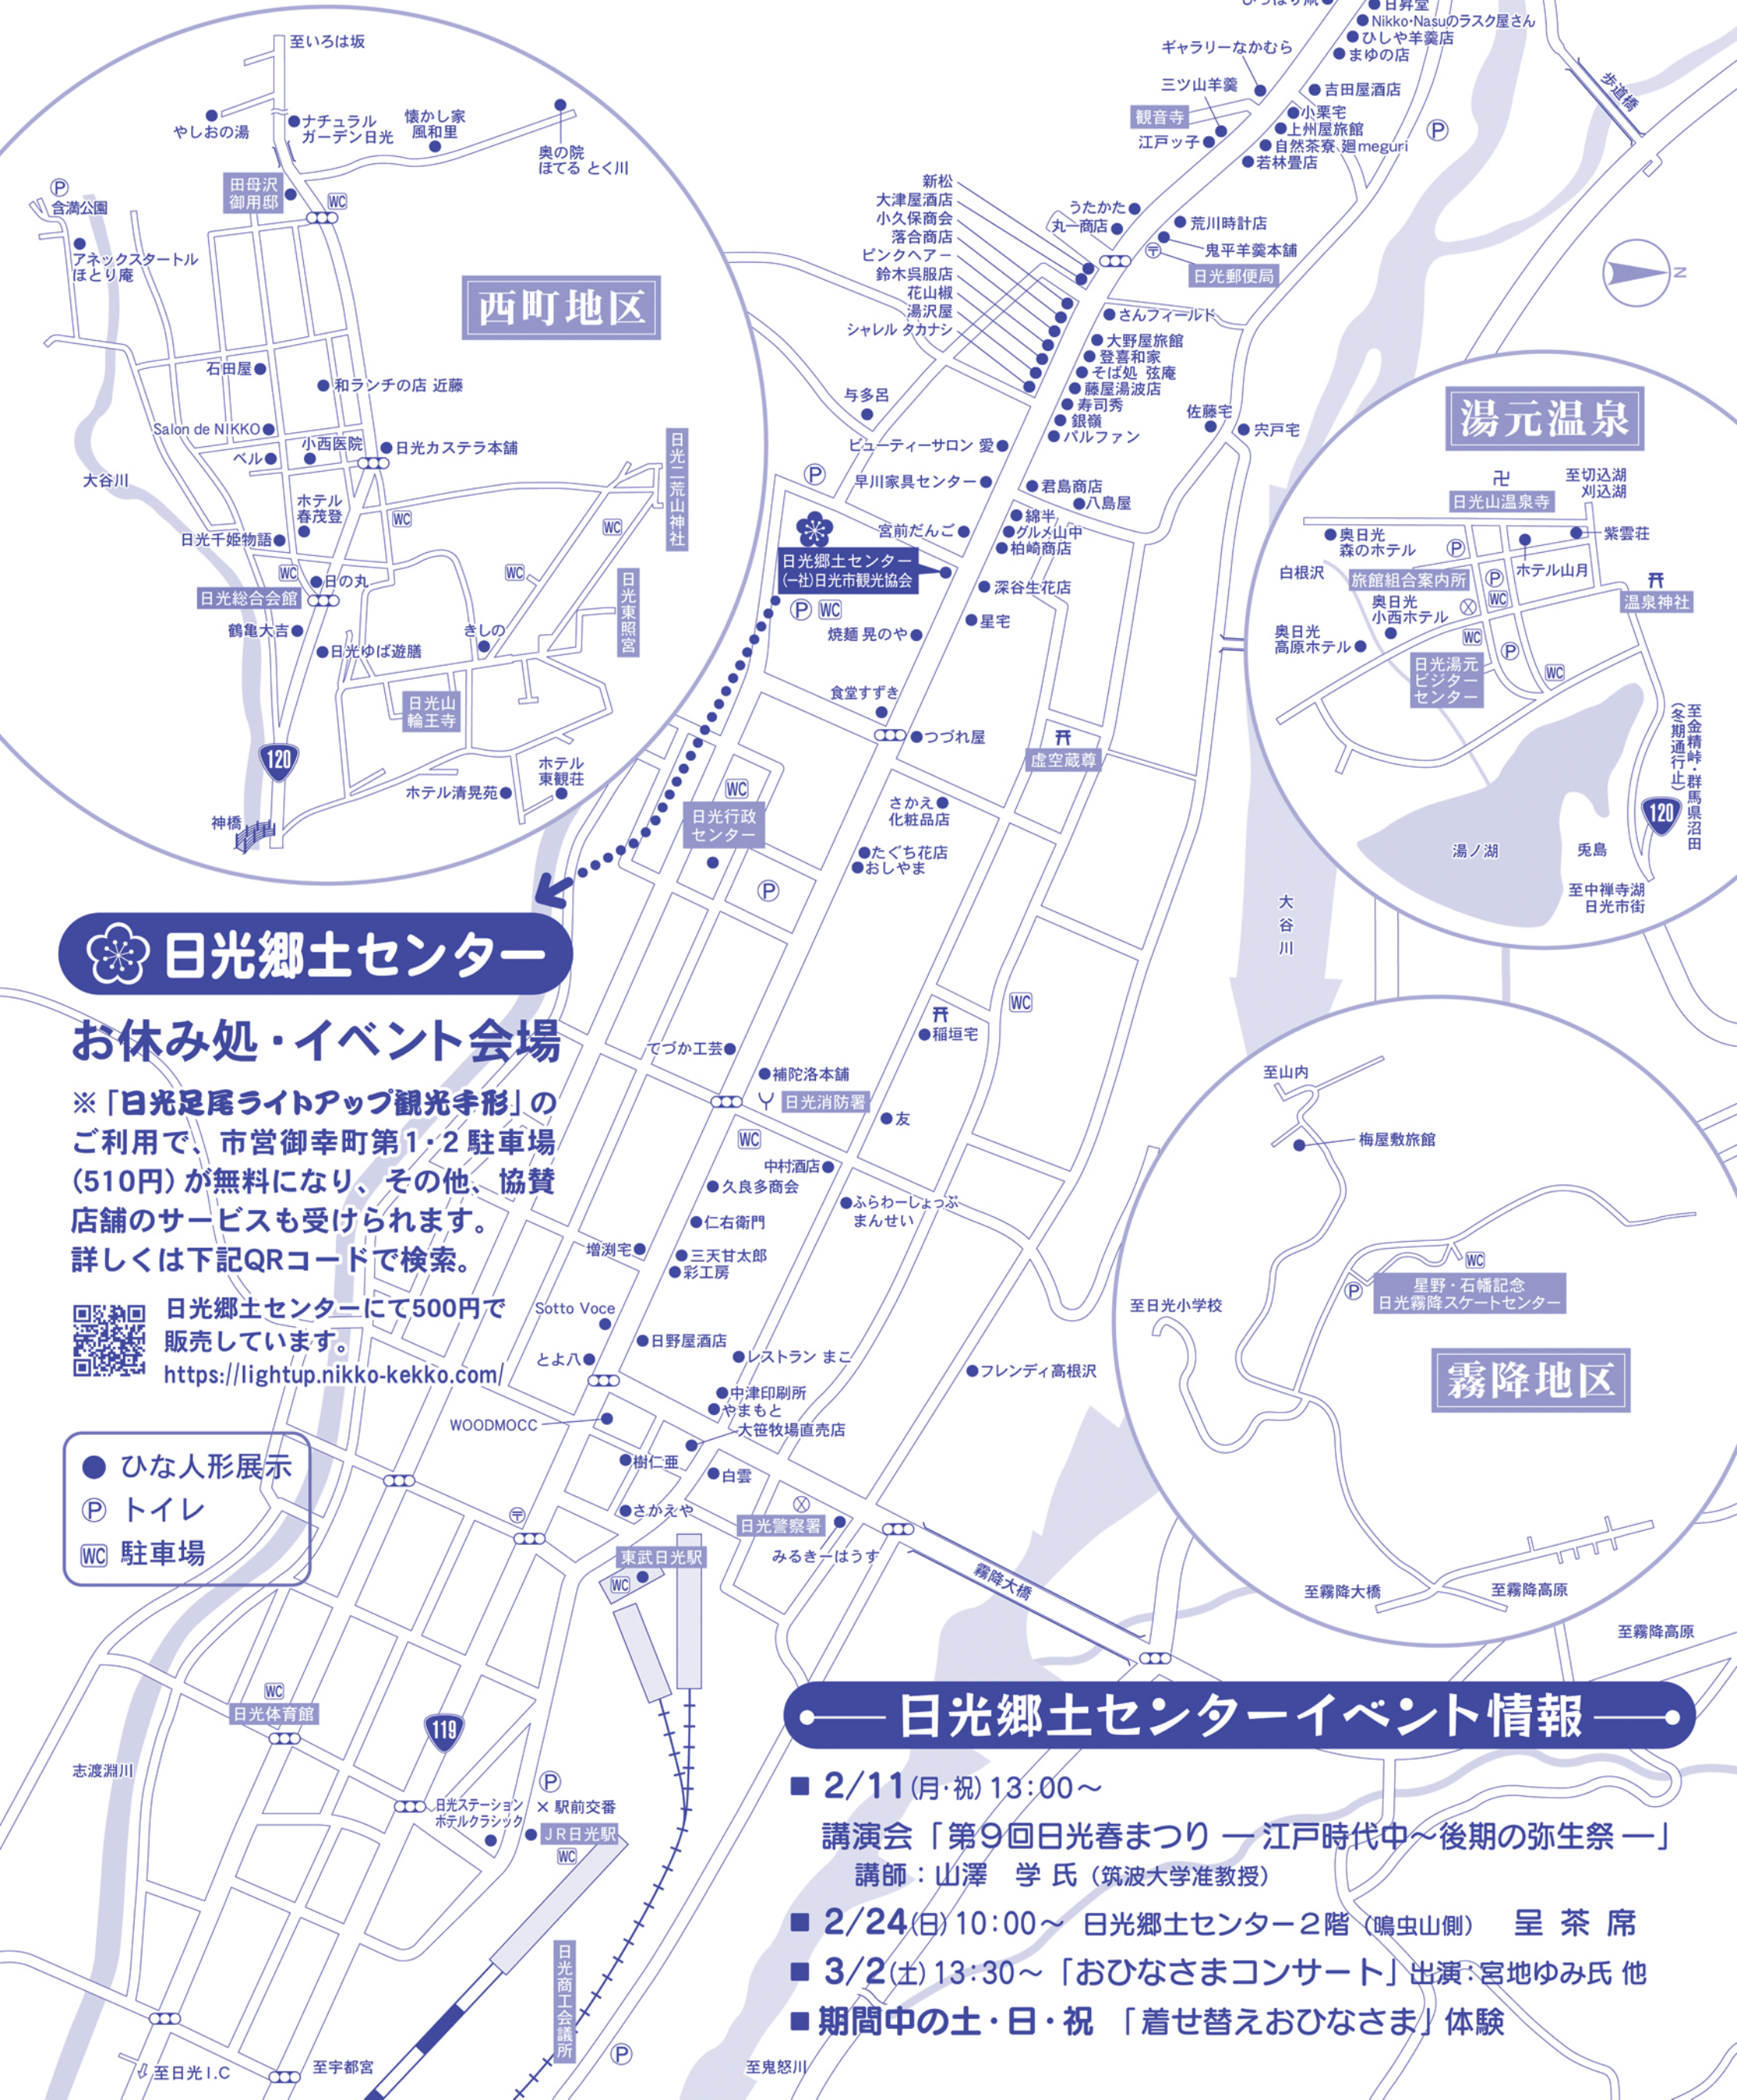 至いろは坂
やしおの湯
ナチュラル
ガーデン日光
懐かし家
風和里
奥の院
ほてる とく川
田母沢
御用邸
WC
P
含満公園
アネックスタートル
ほとり庵
西町地区
石田屋
和ランチの店 近藤
Salon de NIKKO
小西医院
日光カステラ本舗
ベル
大谷川
ホテル
春茂登
WC
WC
日光二荒山神社
日光千姫物語
WC
日の丸
WC
日光総合会館
日光東照宮
鶴亀大吉
きしの
日光ゆば遊膳
日光山
輪王寺
120
ホテル清晃苑
ホテル
東観荘
神橋
日昇堂
Nikko・Nasuのラスク屋さん
ひしや羊羹店
まゆの店
ギャラリーなかむら
三ツ山羊羹
吉田屋酒店
観音寺
小栗宅
江戸ッ子
上州屋旅館
自然茶寮 廻meguri
若林畳店
P
歩道橋
新松
大津屋酒店
小久保商会
落合商店
ピンクヘアー
鈴木呉服店
花山椒
湯沢屋
シャレル タカナシ
うたかた
丸一商店
荒川時計店
鬼平羊羹本舗
日光郵便局
N
さんフィールド
大野屋旅館
登喜和家
そば処 弦庵
藤屋湯波店
寿司秀
銀嶺
パルファン
佐藤宅
宍戸宅
与多呂
ビューティーサロン 愛
P
早川家具センター
君島商店
八島屋
綿半
グルメ山中
柏崎商店
宮前だんご
日光郷土センター
(一社)日光市観光協会
深谷生花店
P WC
星宅
焼麺 晃のや
食堂すずき
つづれ屋
虚空蔵尊
WC
日光行政
センター
さかえ
化粧品店
P
たぐち花店
おしやま
湯元温泉
日光山温泉寺
至切込湖
刈込湖
奥日光
森のホテル
P
紫雲荘
ホテル山月
白根沢
旅館組合案内所
P
WC
温泉神社
奥日光
小西ホテル
奥日光
高原ホテル
WC
P
WC
日光湯元
ビジター
センター
至金精峠・群馬県沼田
(冬期通行止)
120
湯ノ湖
兎島
至中禅寺湖
日光市街
大谷川
日光郷土センター
お休み処・イベント会場
※「日光足尾ライトアップ観光手形」の
ご利用で、市営御幸町第1・2駐車場
(510円)が無料になり、その他、協賛
店舗のサービスも受けられます。
詳しくは下記QRコードで検索。
日光郷土センターにて500円で
販売しています。
https://lightup.nikko-kekko.com/
ひな人形展示
P トイレ
WC 駐車場
WC
稲垣宅
てづか工芸
補陀洛本舗
日光消防署
友
WC
中村酒店
久良多商会
ふらわーしょっぷ
まんせい
仁右衛門
増渕宅
三天甘太郎
彩工房
Sotto Voce
日野屋酒店
とよ八
レストラン まこ
フレンディ高根沢
中津印刷所
やまもと
WOODMOCC
大笹牧場直売店
樹仁亜
白雲
さかえや
日光警察署
みるきーはうす
東武日光駅
WC
霧降大橋
至山内
梅屋敷旅館
WC
P
星野・石幡記念
日光霧降スケートセンター
至日光小学校
霧降地区
至霧降大橋
至霧降高原
至霧降高原
WC
日光体育館
119
志渡淵川
P
日光ステーション
ホテルクラシック
× 駅前交番
JR日光駅
WC
日光商工会議所
P
至日光I.C
至宇都宮
至鬼怒川
日光郷土センターイベント情報
■ 2/11(月・祝)13:00～
講演会「第9回日光春まつり ― 江戸時代中～後期の弥生祭 ―」
講師：山澤 学 氏(筑波大学准教授)
■ 2/24(日)10:00～ 日光郷土センター2階(鳴虫山側) 呈茶席
■ 3/2(土)13:30～「おひなさまコンサート」出演：宮地ゆみ氏 他
■ 期間中の土・日・祝 「着せ替えおひなさま」体験